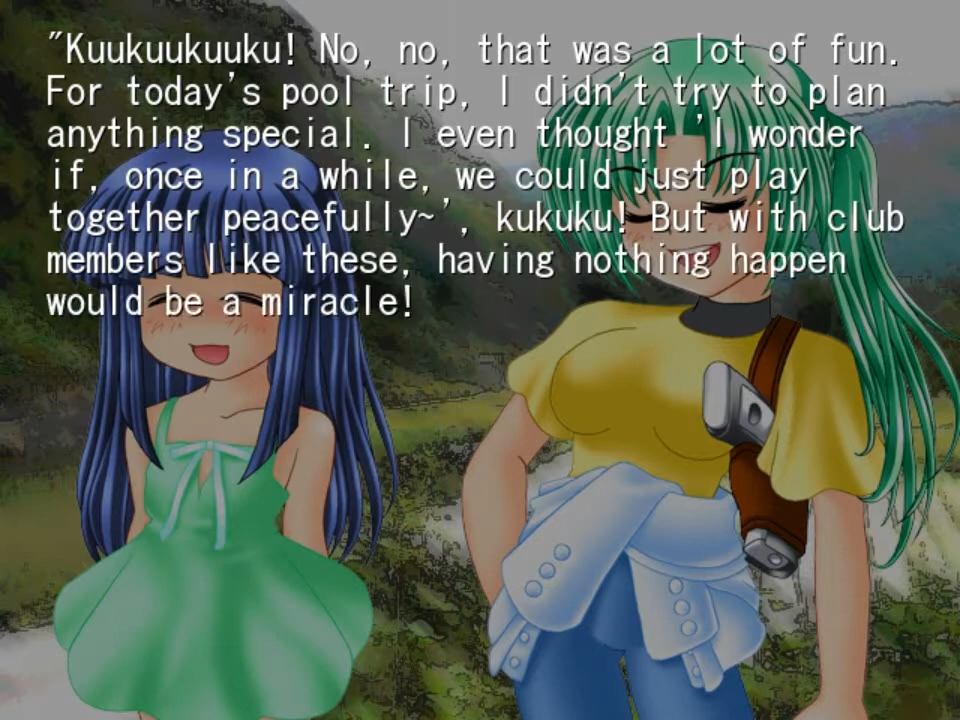 "Kuukuukuuku! No, no, that was a lot of fun.
For today's pool trip, I didn't try to plan
anything special. I even thought 'I wonder
if, once in a while, we could just play
together peacefully~', kukuku! But with club
members like these, having nothing happen
would be a miracle!